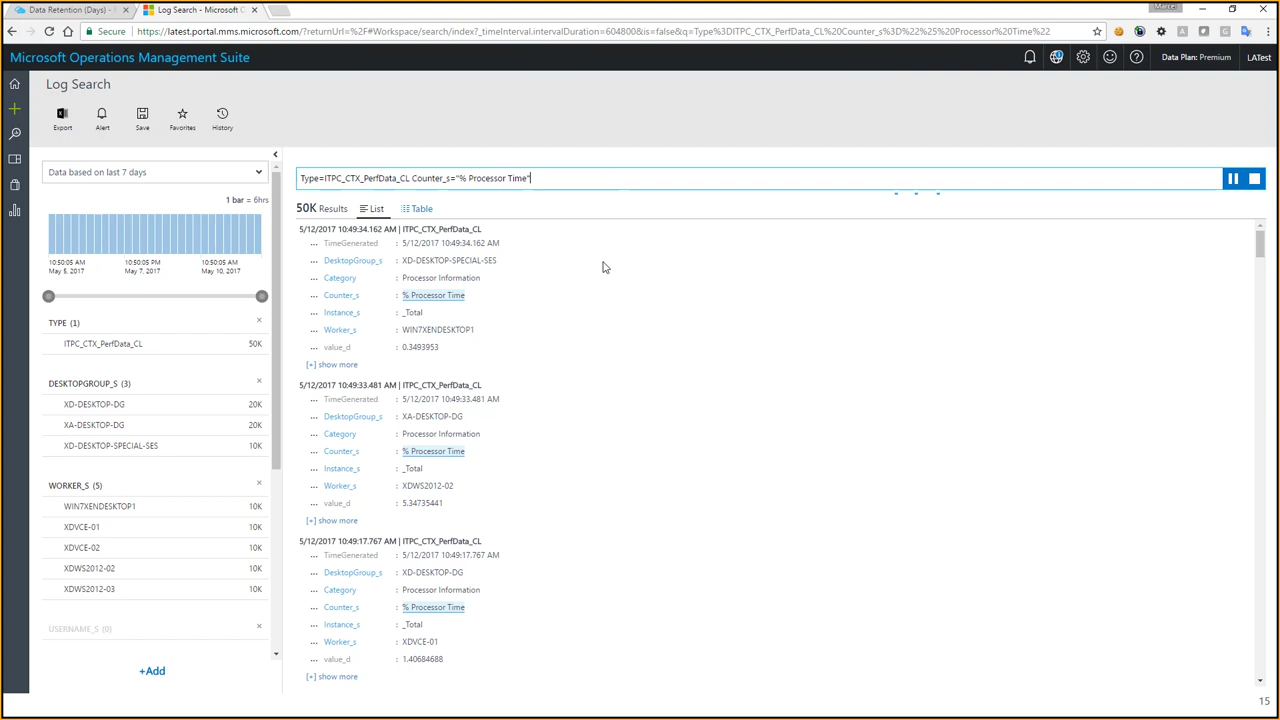 Data Retention (Days) -
Log Search - Microsoft O
Marcel
Secure
https://latest.portal.mms.microsoft.com/?returnUrl=%2F#Workspace/search/index?_timeInterval.intervalDuration=604800&is=false&q=Type%3DITPC_CTX_PerfData_CL%20Counter_s%3D%22%25%20Processor%20Time%22
Microsoft Operations Management Suite
Data Plan: Premium
LATest
Log Search
Export
Alert
Save
Favorites
History
Data based on last 7 days
1 bar = 6hrs
10:50:05 AM
May 5, 2017
10:50:05 PM
May 7, 2017
10:50:05 AM
May 10, 2017
TYPE (1)
ITPC_CTX_PerfData_CL 50K
DESKTOPGROUP_S (3)
XD-DESKTOP-DG 20K
XA-DESKTOP-DG 20K
XD-DESKTOP-SPECIAL-SES 10K
WORKER_S (5)
WIN7XENDESKTOP1 10K
XDVCE-01 10K
XDVCE-02 10K
XDWS2012-02 10K
XDWS2012-03 10K
USERNAME_S (0)
+Add
Type=ITPC_CTX_PerfData_CL Counter_s="% Processor Time"
50K Results
List
Table
5/12/2017 10:49:34.162 AM | ITPC_CTX_PerfData_CL
... TimeGenerated : 5/12/2017 10:49:34.162 AM
... DesktopGroup_s : XD-DESKTOP-SPECIAL-SES
... Category : Processor Information
... Counter_s : % Processor Time
... Instance_s : _Total
... Worker_s : WIN7XENDESKTOP1
... value_d : 0.3493953
[+] show more
5/12/2017 10:49:33.481 AM | ITPC_CTX_PerfData_CL
... TimeGenerated : 5/12/2017 10:49:33.481 AM
... DesktopGroup_s : XA-DESKTOP-DG
... Category : Processor Information
... Counter_s : % Processor Time
... Instance_s : _Total
... Worker_s : XDWS2012-02
... value_d : 5.34735441
[+] show more
5/12/2017 10:49:17.767 AM | ITPC_CTX_PerfData_CL
... TimeGenerated : 5/12/2017 10:49:17.767 AM
... DesktopGroup_s : XD-DESKTOP-DG
... Category : Processor Information
... Counter_s : % Processor Time
... Instance_s : _Total
... Worker_s : XDVCE-01
... value_d : 1.40684688
[+] show more
15